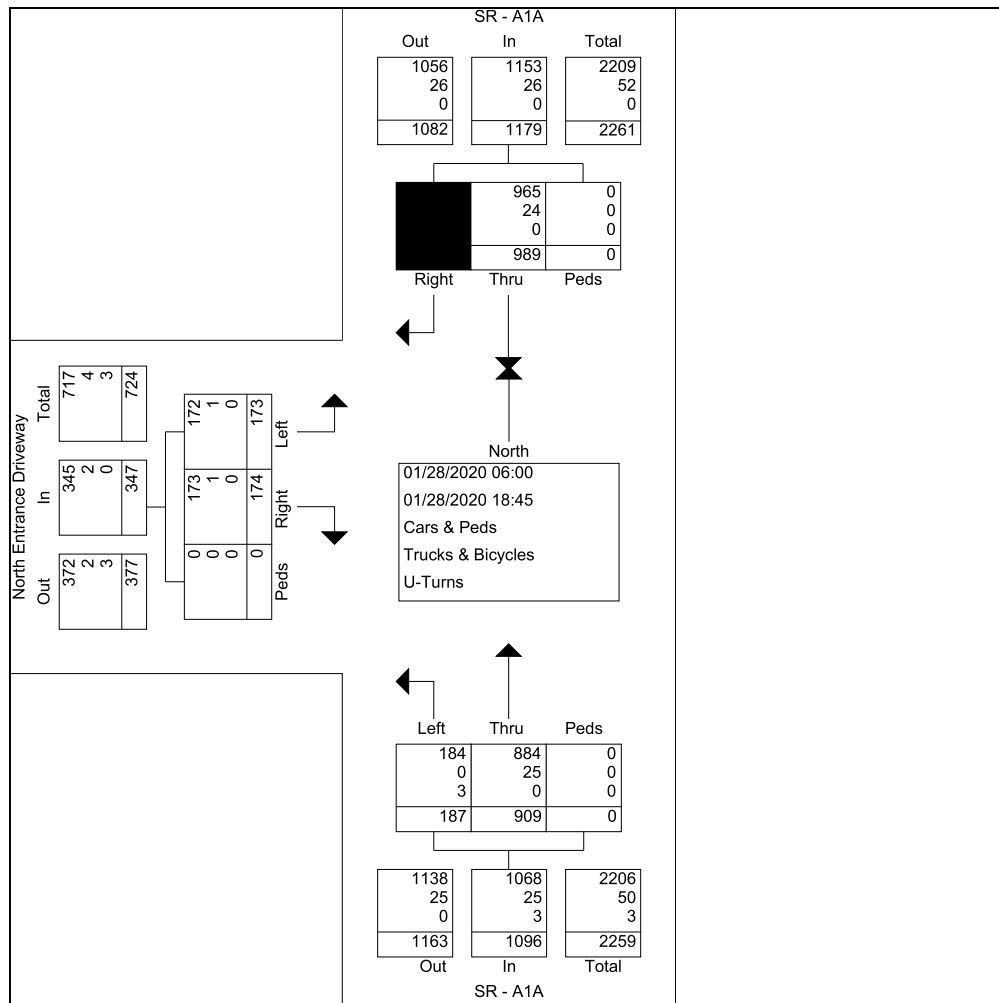 SR - A1A
Out In Total
1056 1153 2209
26 26 52
0 0 0
1082 1179 2261
965 0
24 0
0 0
989 0
Right Thru Peds
North Entrance Driveway
Total
717
4
3
724
In
345
2
0
347
Out
372
2
3
377
172
1
0
173
Left
173
1
0
174
Right
0
0
0
0
Peds
North
01/28/2020 06:00
01/28/2020 18:45
Cars & Peds
Trucks & Bicycles
U-Turns
Left Thru Peds
184 884 0
0 25 0
3 0 0
187 909 0
1138 1068 2206
25 25 50
0 3 3
1163 1096 2259
Out In Total
SR - A1A